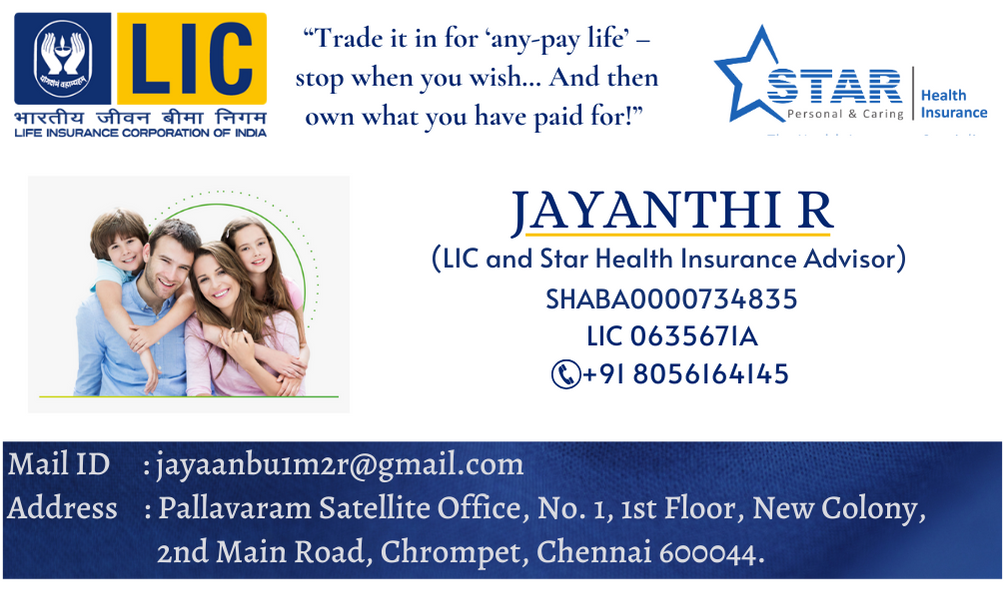 LIC
भारतीय जीवन बीमा निगम
LIFE INSURANCE CORPORATION OF INDIA
“Trade it in for ‘any-pay life’ –
stop when you wish... And then
own what you have paid for!”
STAR
Personal & Caring
Health
Insurance
JAYANTHI R
(LIC and Star Health Insurance Advisor)
SHABA0000734835
LIC 0635671A
+91 8056164145
Mail ID : jayaanbu1m2r@gmail.com
Address : Pallavaram Satellite Office, No. 1, 1st Floor, New Colony,
2nd Main Road, Chrompet, Chennai 600044.